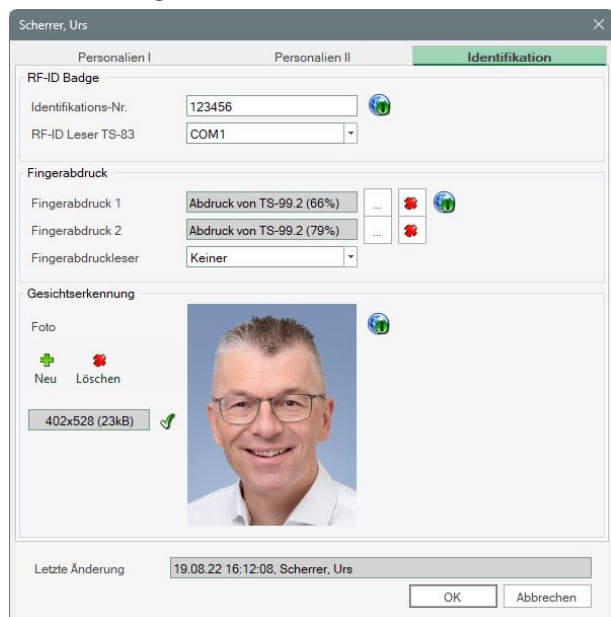 Scherrer, Urs
Personalien I Personalien II Identifikation
RF-ID Badge
Identifikations-Nr. 123456
RF-ID Leser TS-83 COM1
Fingerabdruck
Fingerabdruck 1 Abdruck von TS-99.2 (66%) ...
Fingerabdruck 2 Abdruck von TS-99.2 (79%) ...
Fingerabdruckleser Keiner
Gesichtserkennung
Foto
Neu Löschen
402x528 (23kB)
Letzte Änderung 19.08.22 16:12:08, Scherrer, Urs
OK Abbrechen